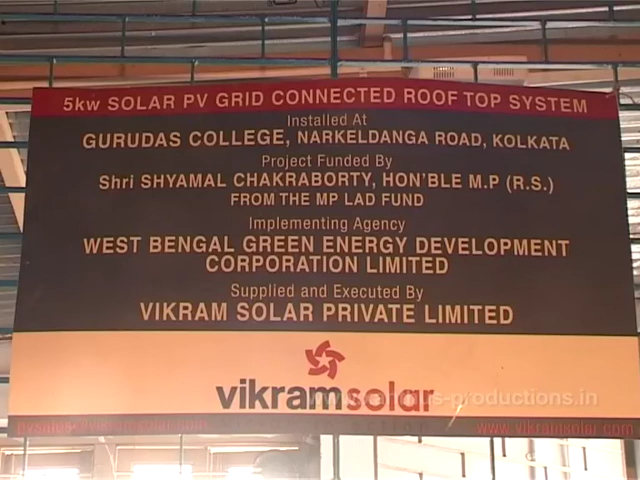 5kw SOLAR PV GRID CONNECTED ROOF TOP SYSTEM
Installed At
GURUDAS COLLEGE, NARKELDANGA ROAD, KOLKATA
Project Funded By
Shri SHYAMAL CHAKRABORTY, HON'BLE M.P (R.S.)
FROM THE MP LAD FUND
Implementing Agency
WEST BENGAL GREEN ENERGY DEVELOPMENT
CORPORATION LIMITED
Supplied and Executed By
VIKRAM SOLAR PRIVATE LIMITED
vikramsolar
www.vikramsolar.com